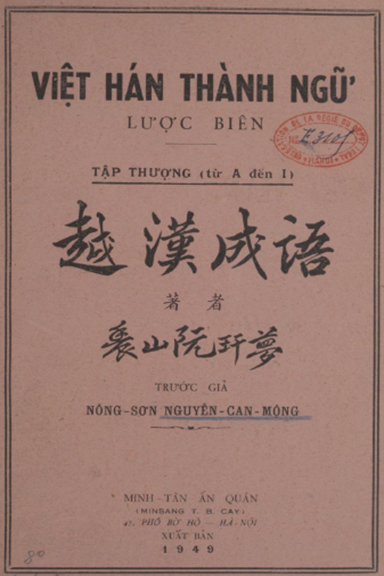 VIỆT HÁN THÀNH NGỮ
LƯỢC BIÊN
TẬP THƯỢNG (từ A đến I)
越漢成語
著者
山阮玕夢
TRƯỚC GIẢ
NÔNG-SƠN NGUYỄN-CAN-MỘNG
MINH-TÂN ẤN QUÁN
(MINSANG T. B. CAY)
47, PHỐ BỜ HỒ — HÀ-NỘI
XUẤT BẢN
1949
80